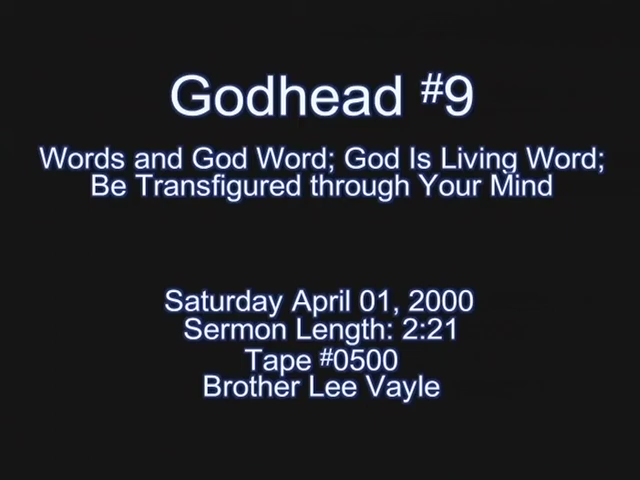 Godhead #9
Words and God Word; God Is Living Word;
Be Transfigured through Your Mind
Saturday April 01, 2000
Sermon Length: 2:21
Tape #0500
Brother Lee Vayle